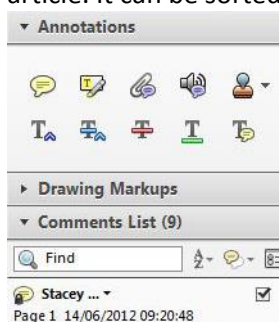 article. It can be sorted
Annotations
Drawing Markups
Comments List (9)
Find
Stacey ...
Page 1 14/06/2012 09:20:48